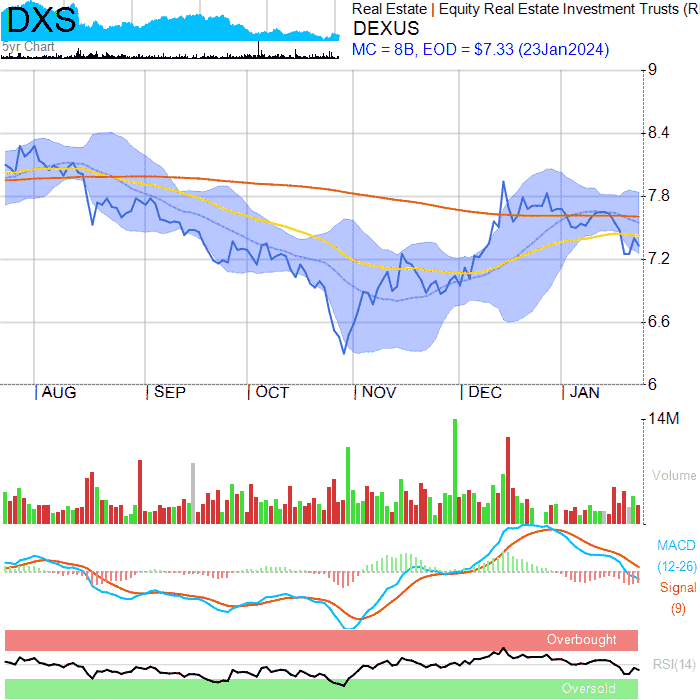 DXS
5yr Chart
Real Estate | Equity Real Estate Investment Trusts (R
DEXUS
MC = 8B, EOD = $7.33 (23Jan2024)
9
8.4
7.8
7.2
6.6
6
| AUG | SEP | OCT | NOV | DEC | JAN
14M
Volume
MACD
(12-26)
Signal
(9)
Overbought
RSI(14)
Oversold